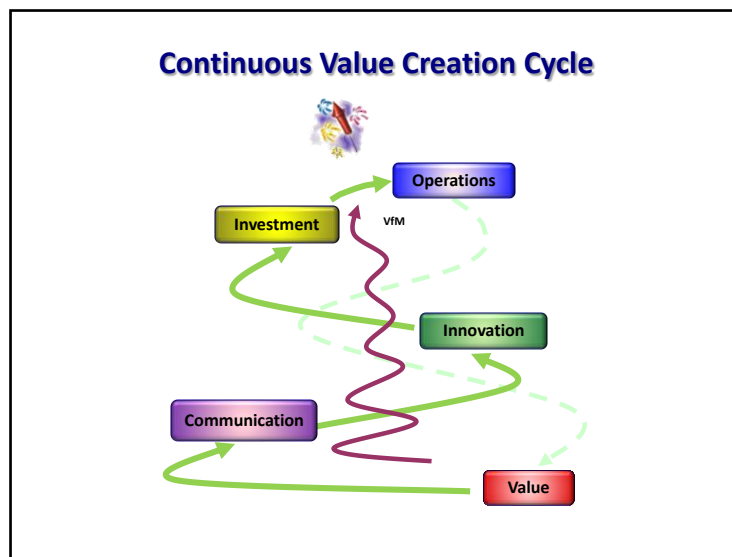 Continuous Value Creation Cycle
Operations
Investment
VfM
Innovation
Communication
Value